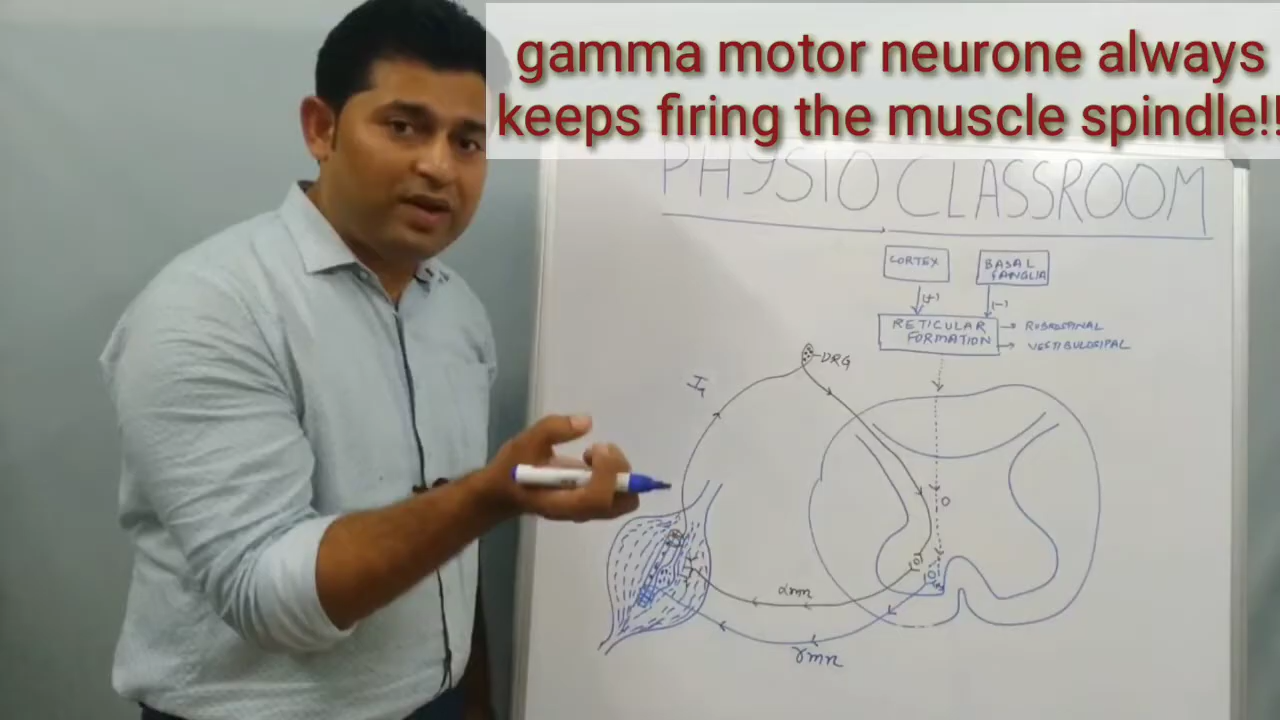 gamma motor neurone always
keeps firing the muscle spindle!!
PHYSIO CLASSROOM
CORTEX
BASAL
GANGLIA
(+)
(-)
RETICULAR
FORMATION
RUBROSPINAL
VESTIBULOSIPAL
DRG
αmn
γmn